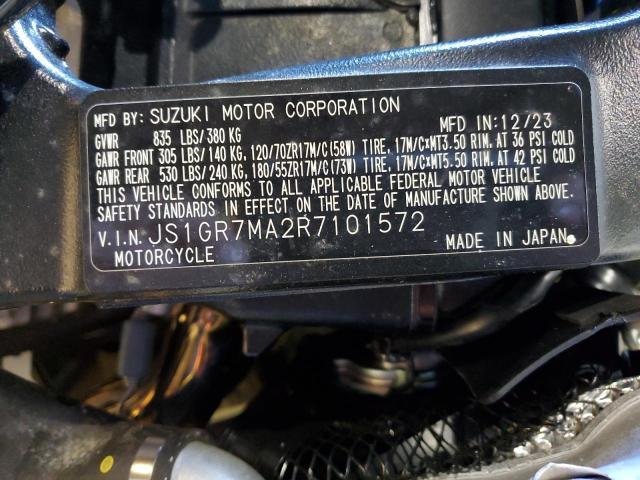 MFD BY: SUZUKI MOTOR CORPORATION MFD IN: 12/23
GVWR 835 LBS/380 KG
GAWR FRONT 305 LBS/140 KG, 120/70ZR17M/C(58W) TIRE, 17M/C×MT3.50 RIM, AT 36 PSI COLD
GAWR REAR 530 LBS/240 KG, 180/55ZR17M/C(73W) TIRE, 17M/C×MT5.50 RIM, AT 42 PSI COLD
THIS VEHICLE CONFORMS TO ALL APPLICABLE FEDERAL MOTOR VEHICLE
SAFETY STANDARDS IN EFFECT ON THE DATE OF MANUFACTURE SHOWN ABOVE.
V.I.N. JS1GR7MA2R7101572
MOTORCYCLE MADE IN JAPAN